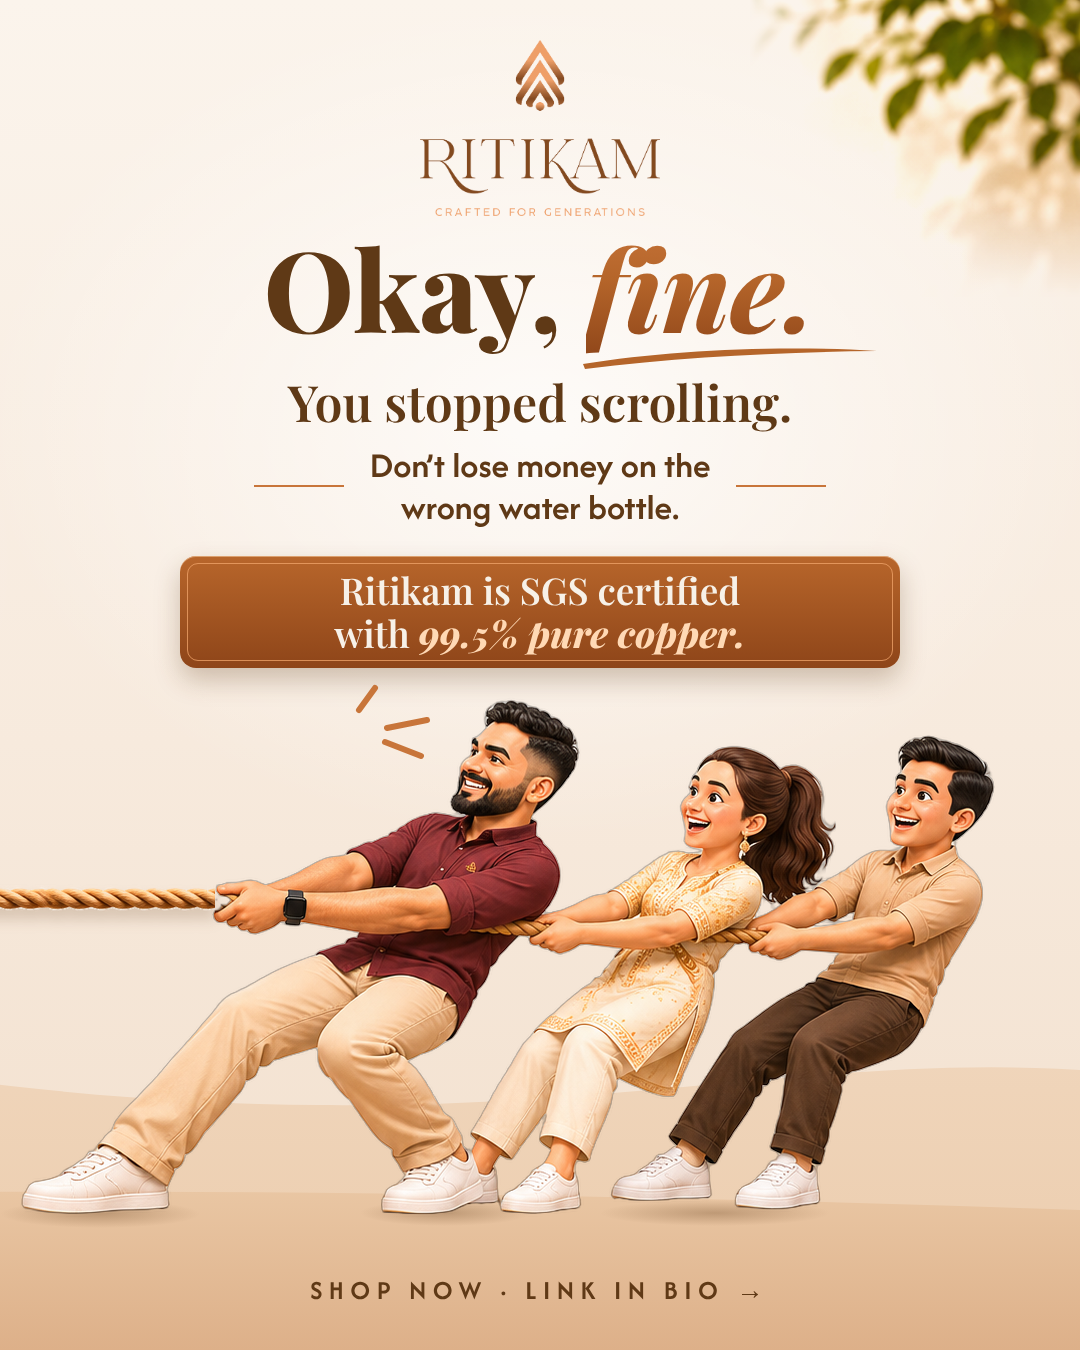 RITIKAM
CRAFTED FOR GENERATIONS
Okay, fine.
You stopped scrolling.
Don't lose money on the
wrong water bottle.
Ritikam is SGS certified
with 99.5% pure copper.
SHOP NOW · LINK IN BIO →